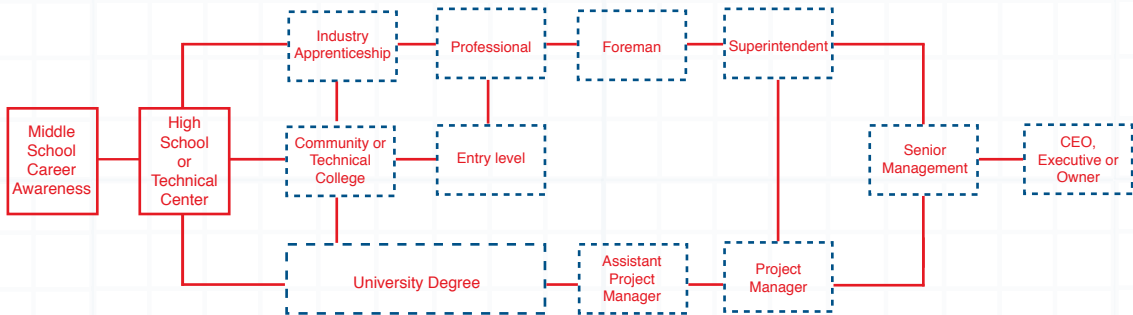 Industry
Apprenticeship
Professional
Foreman
Superintendent
Middle
School
Career
Awareness
High
School
or
Technical
Center
Community or
Technical
College
Entry level
Senior
Management
CEO,
Executive or
Owner
University Degree
Assistant
Project
Manager
Project
Manager